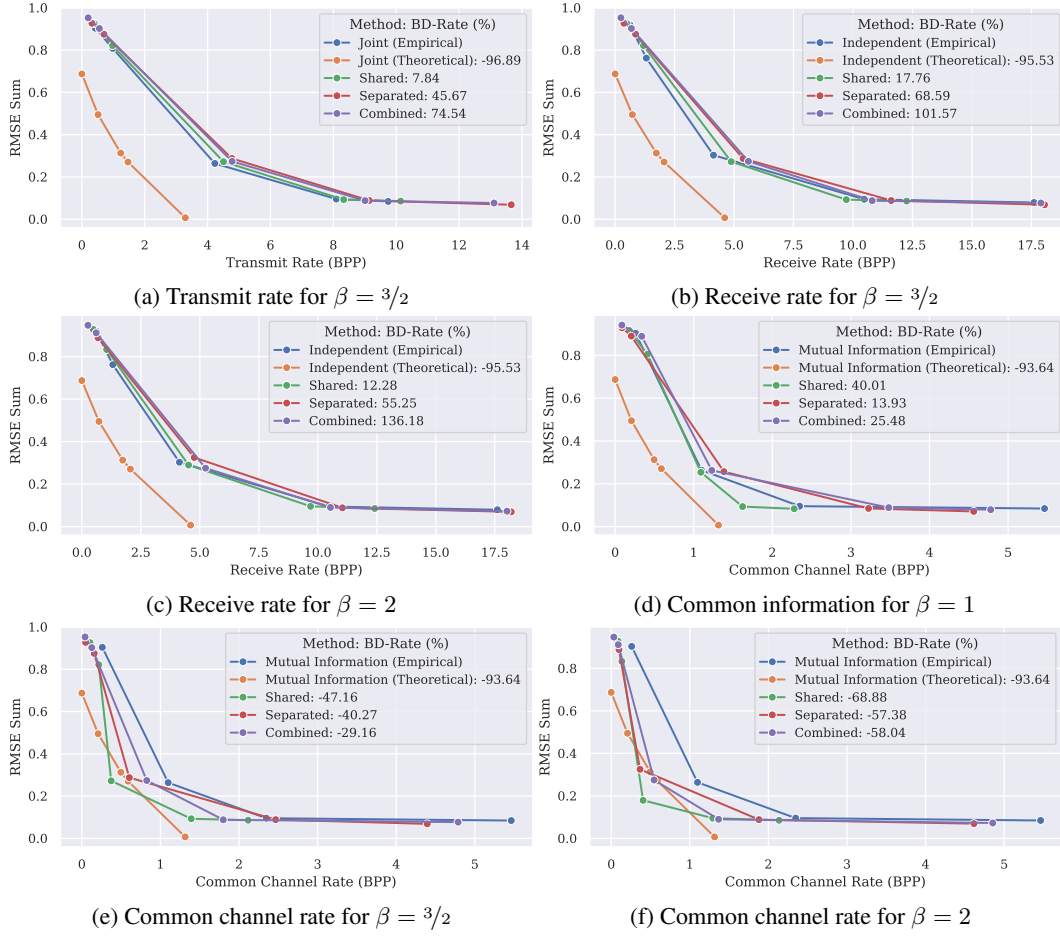 Method: BD-Rate (%)
Joint (Empirical)
Joint (Theoretical): -96.89
Shared: 7.84
Separated: 45.67
Combined: 74.54
RMSE Sum
1.0
0.8
0.6
0.4
0.2
0.0
0 2 4 6 8 10 12 14
Transmit Rate (BPP)
(a) Transmit rate for β = 3/2
Method: BD-Rate (%)
Independent (Empirical)
Independent (Theoretical): -95.53
Shared: 17.76
Separated: 68.59
Combined: 101.57
RMSE Sum
1.0
0.8
0.6
0.4
0.2
0.0
0.0 2.5 5.0 7.5 10.0 12.5 15.0 17.5
Receive Rate (BPP)
(b) Receive rate for β = 3/2
Method: BD-Rate (%)
Independent (Empirical)
Independent (Theoretical): -95.53
Shared: 12.28
Separated: 55.25
Combined: 136.18
RMSE Sum
0.8
0.6
0.4
0.2
0.0
0.0 2.5 5.0 7.5 10.0 12.5 15.0 17.5
Receive Rate (BPP)
(c) Receive rate for β = 2
Method: BD-Rate (%)
Mutual Information (Empirical)
Mutual Information (Theoretical): -93.64
Shared: 40.01
Separated: 13.93
Combined: 25.48
RMSE Sum
0.8
0.6
0.4
0.2
0.0
0 1 2 3 4 5
Common Channel Rate (BPP)
(d) Common information for β = 1
Method: BD-Rate (%)
Mutual Information (Empirical)
Mutual Information (Theoretical): -93.64
Shared: -47.16
Separated: -40.27
Combined: -29.16
RMSE Sum
1.0
0.8
0.6
0.4
0.2
0.0
0 1 2 3 4 5
Common Channel Rate (BPP)
(e) Common channel rate for β = 3/2
Method: BD-Rate (%)
Mutual Information (Empirical)
Mutual Information (Theoretical): -93.64
Shared: -68.88
Separated: -57.38
Combined: -58.04
RMSE Sum
0.8
0.6
0.4
0.2
0.0
0 1 2 3 4 5
Common Channel Rate (BPP)
(f) Common channel rate for β = 2